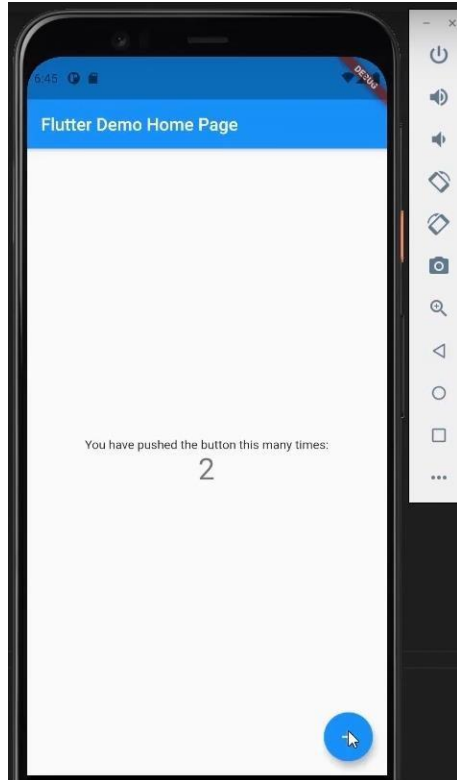 6:45
DEBUG
Flutter Demo Home Page
You have pushed the button this many times:
2